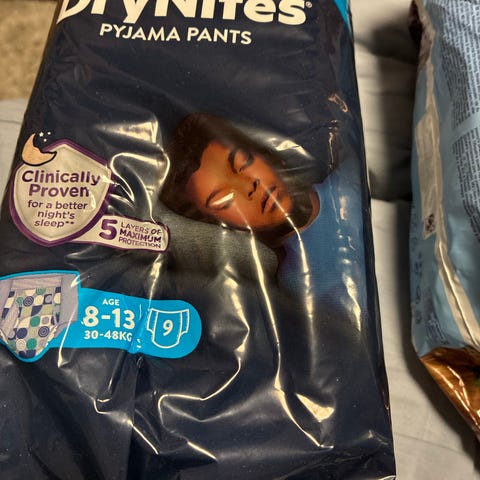 DryNites®
PYJAMA PANTS
Clinically
Proven
for a better
night's
sleep**
5 LAYERS OF
MAXIMUM
PROTECTION
AGE
8-13
30-48KG
9